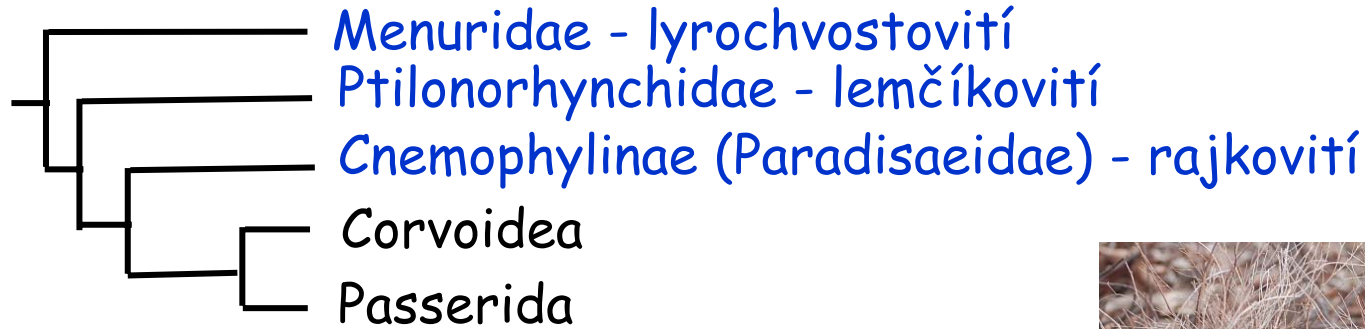 Menuridae - lyrochvostovití
Ptilonorhynchidae - lemčíkovití
Cnemophylinae (Paradisaeidae) - rajkovití
Corvoidea
Passerida